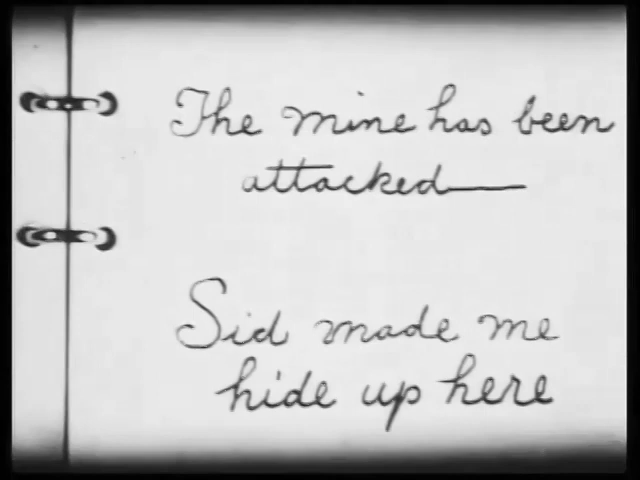 The mine has been
attacked—
Sid made me
hide up here